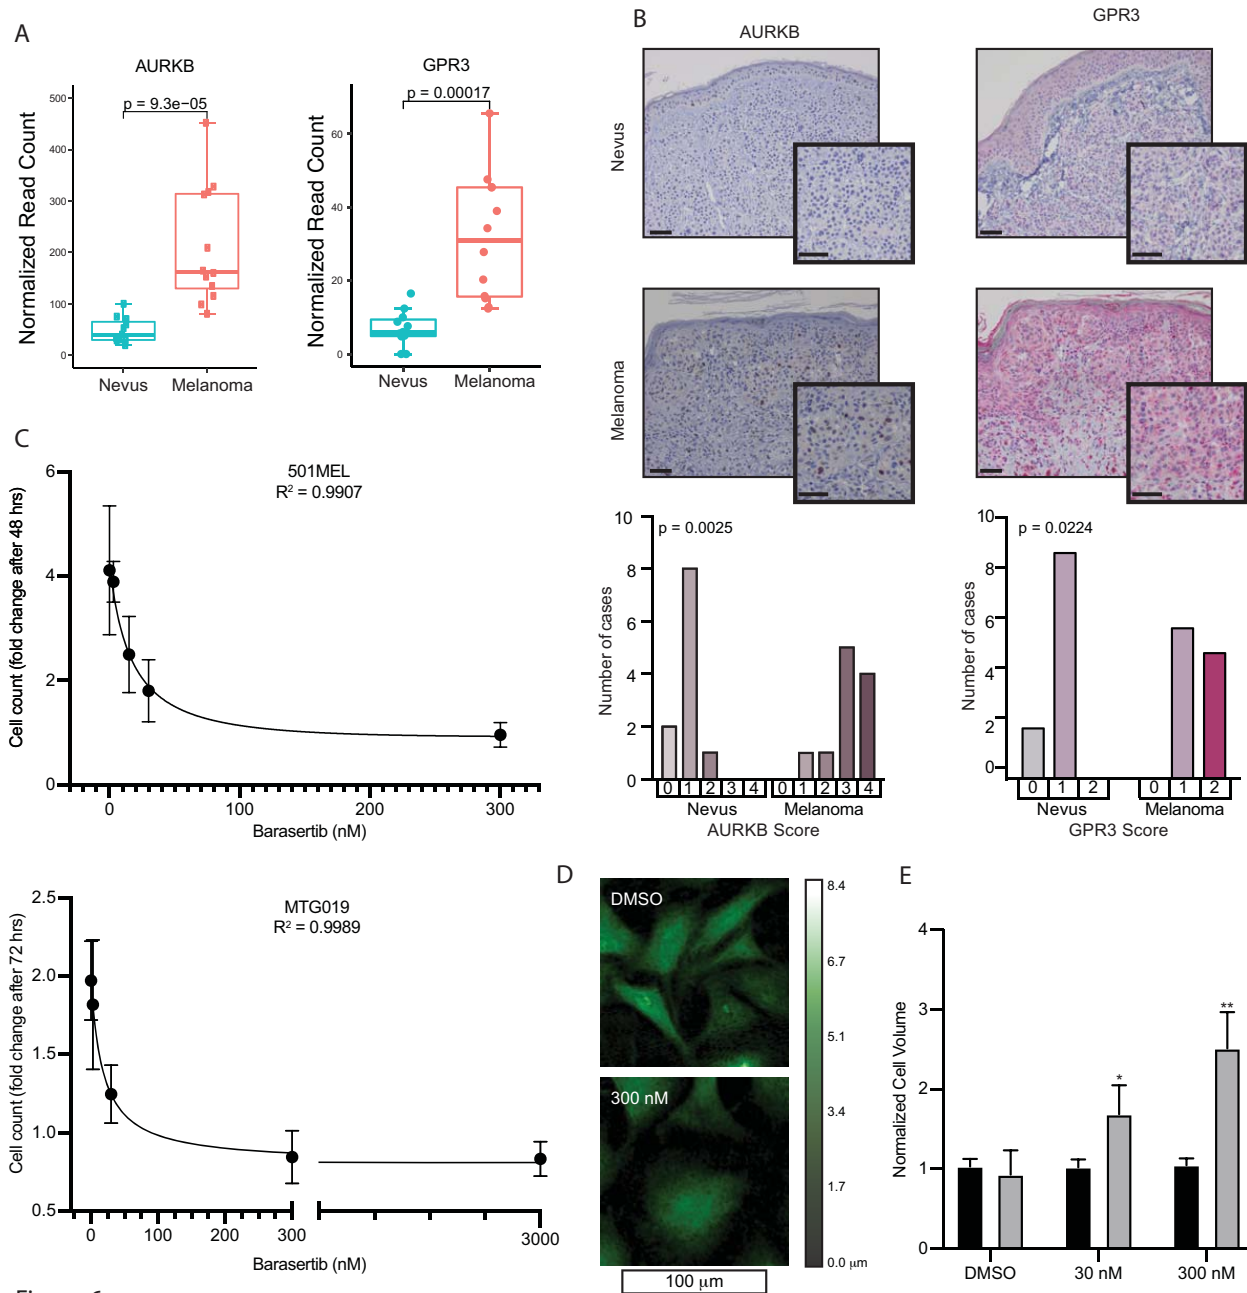 A
AURKB
p = 9.3e−05
Normalized Read Count
500
400
300
200
100
0
Nevus
Melanoma
GPR3
p = 0.00017
Normalized Read Count
60
40
20
0
Nevus
Melanoma
B
AURKB
GPR3
Nevus
Melanoma
p = 0.0025
Number of cases
10
8
6
4
2
0
0 1 2 3 4 0 1 2 3 4
Nevus Melanoma
AURKB Score
p = 0.0224
Number of cases
10
8
6
4
2
0
0 1 2 0 1 2
Nevus Melanoma
GPR3 Score
C
501MEL
R² = 0.9907
Cell count (fold change after 48 hrs)
6
4
2
0
0 100 200 300
Barasertib (nM)
MTG019
R² = 0.9989
Cell count (fold change after 72 hrs)
2.5
2.0
1.5
1.0
0.5
0 100 200 300 3000
Barasertib (nM)
D
DMSO
300 nM
8.4
6.7
5.1
3.4
1.7
0.0 μm
100 μm
E
Normalized Cell Volume
4
3
2
1
0
*
**
DMSO 30 nM 300 nM